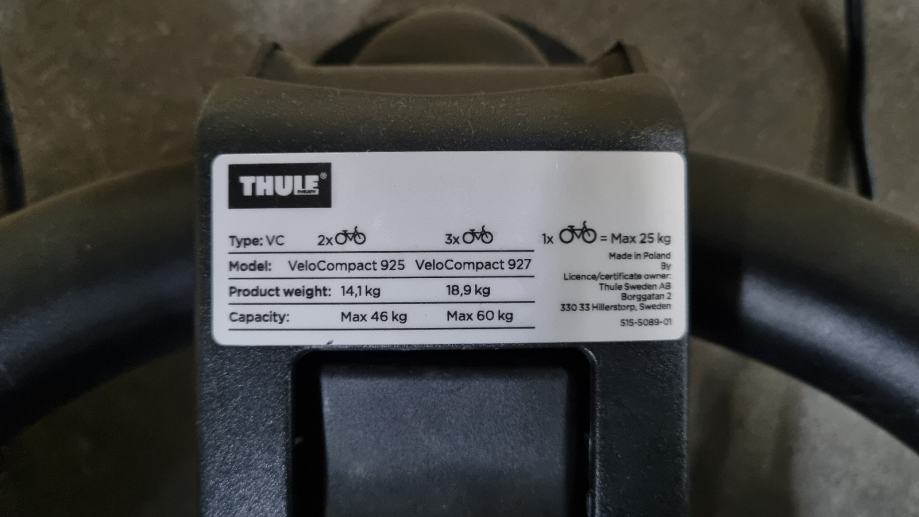 THULE®
Type: VC 2x 3x 1x = Max 25 kg
Model: VeloCompact 925 VeloCompact 927
Product weight: 14,1 kg 18,9 kg
Capacity: Max 46 kg Max 60 kg
Made in Poland
By
Licence/certificate owner:
Thule Sweden AB
Borggatan 2
330 33 Hillerstorp, Sweden
515-5089-01